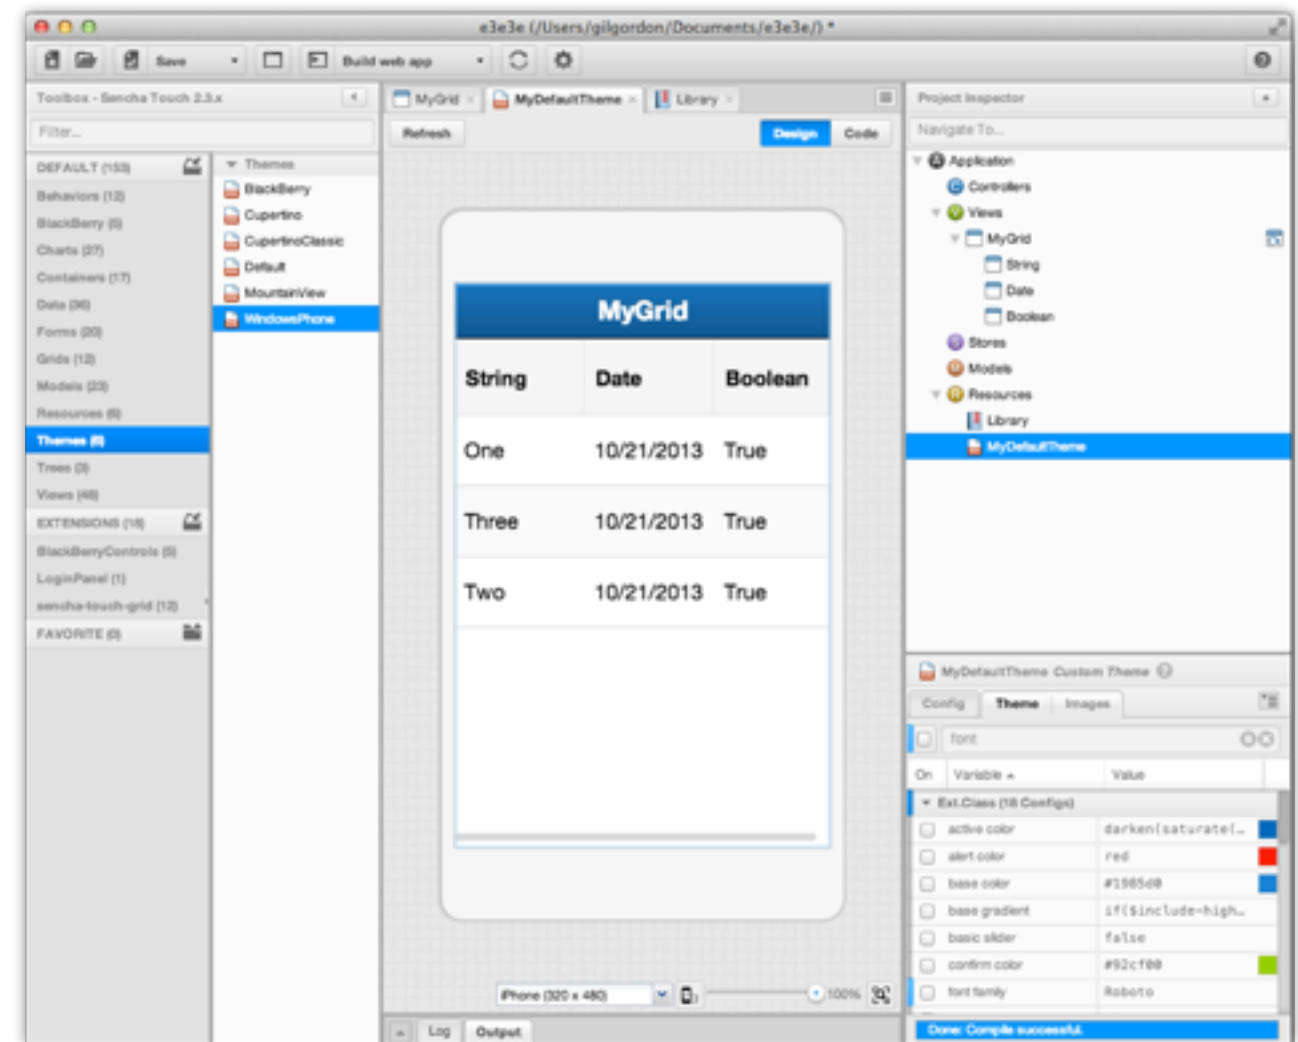 e3e3e (/Users/gilgordon/Documents/e3e3e/) *
Save
Build web app
Toolbox - Sencha Touch 2.3.x
Filter...
DEFAULT (153)
Behaviors (12)
BlackBerry (5)
Charts (27)
Containers (17)
Data (36)
Forms (20)
Grids (12)
Models (23)
Resources (6)
Themes (6)
Trees (3)
Views (48)
EXTENSIONS (18)
BlackBerryControls (5)
LoginPanel (1)
sencha-touch-grid (12)
FAVORITE (0)
Themes
BlackBerry
Cupertino
CupertinoClassic
Default
MountainView
WindowsPhone
MyGrid
MyDefaultTheme
Library
Refresh
Design
Code
MyGrid
String Date Boolean
One 10/21/2013 True
Three 10/21/2013 True
Two 10/21/2013 True
iPhone (320 x 480)
100%
Log
Output
Project Inspector
Navigate To...
Application
Controllers
Views
MyGrid
String
Date
Boolean
Stores
Models
Resources
Library
MyDefaultTheme
MyDefaultTheme Custom Theme
Config
Theme
Images
font
On Variable Value
Ext.Class (18 Configs)
active color darken(saturate(…
alert color red
base color #1985d0
base gradient if($include-high…
basic slider false
confirm color #92cf00
font family Roboto
Done: Compile successful.